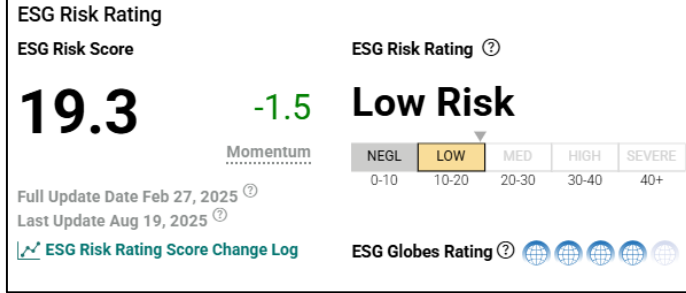 ESG Risk Rating
ESG Risk Score
19.3
-1.5
Momentum
Full Update Date Feb 27, 2025 ?
Last Update Aug 19, 2025 ?
ESG Risk Rating Score Change Log
ESG Risk Rating ?
Low Risk
NEGL LOW MED HIGH SEVERE
0-10 10-20 20-30 30-40 40+
ESG Globes Rating ?